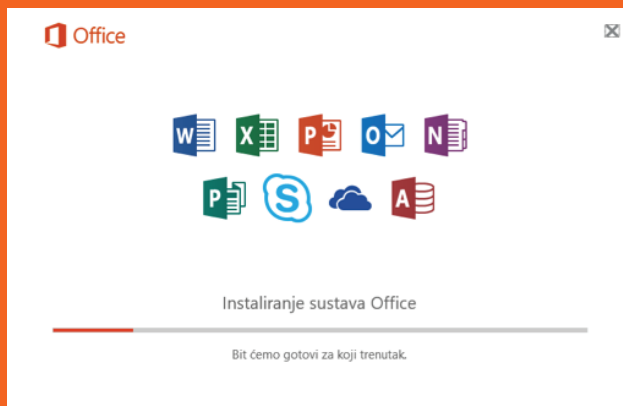 Office
W X P O N
P S A
Instaliranje sustava Office
Bit ćemo gotovi za koji trenutak.